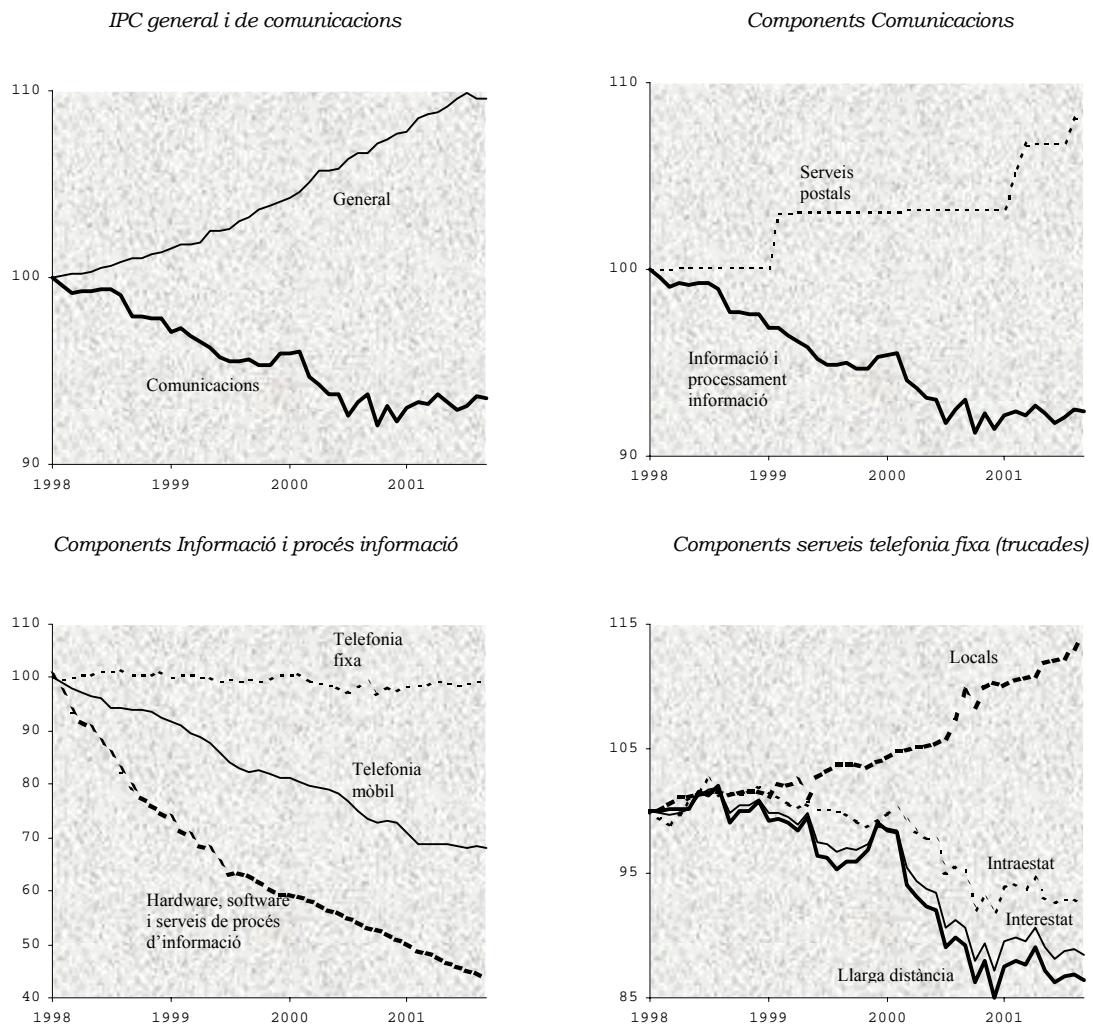 IPC general i de comunicacions
110
100
90
General
Comunicacions
1998 1999 2000 2001
Components Comunicacions
110
100
90
Serveis
postals
Informació i
processament
informació
1998 1999 2000 2001
Components Informació i procés informació
110
100
90
80
70
60
50
40
Telefonia
fixa
Telefonia
mòbil
Hardware, software
i serveis de procés
d’informació
1998 1999 2000 2001
Components serveis telefonia fixa (trucades)
115
105
95
85
Locals
Intraestat
Interestat
Llarga distància
1998 1999 2000 2001